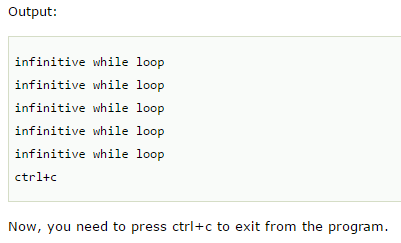 Output:
infinitive while loop
infinitive while loop
infinitive while loop
infinitive while loop
infinitive while loop
ctrl+c
Now, you need to press ctrl+c to exit from the program.